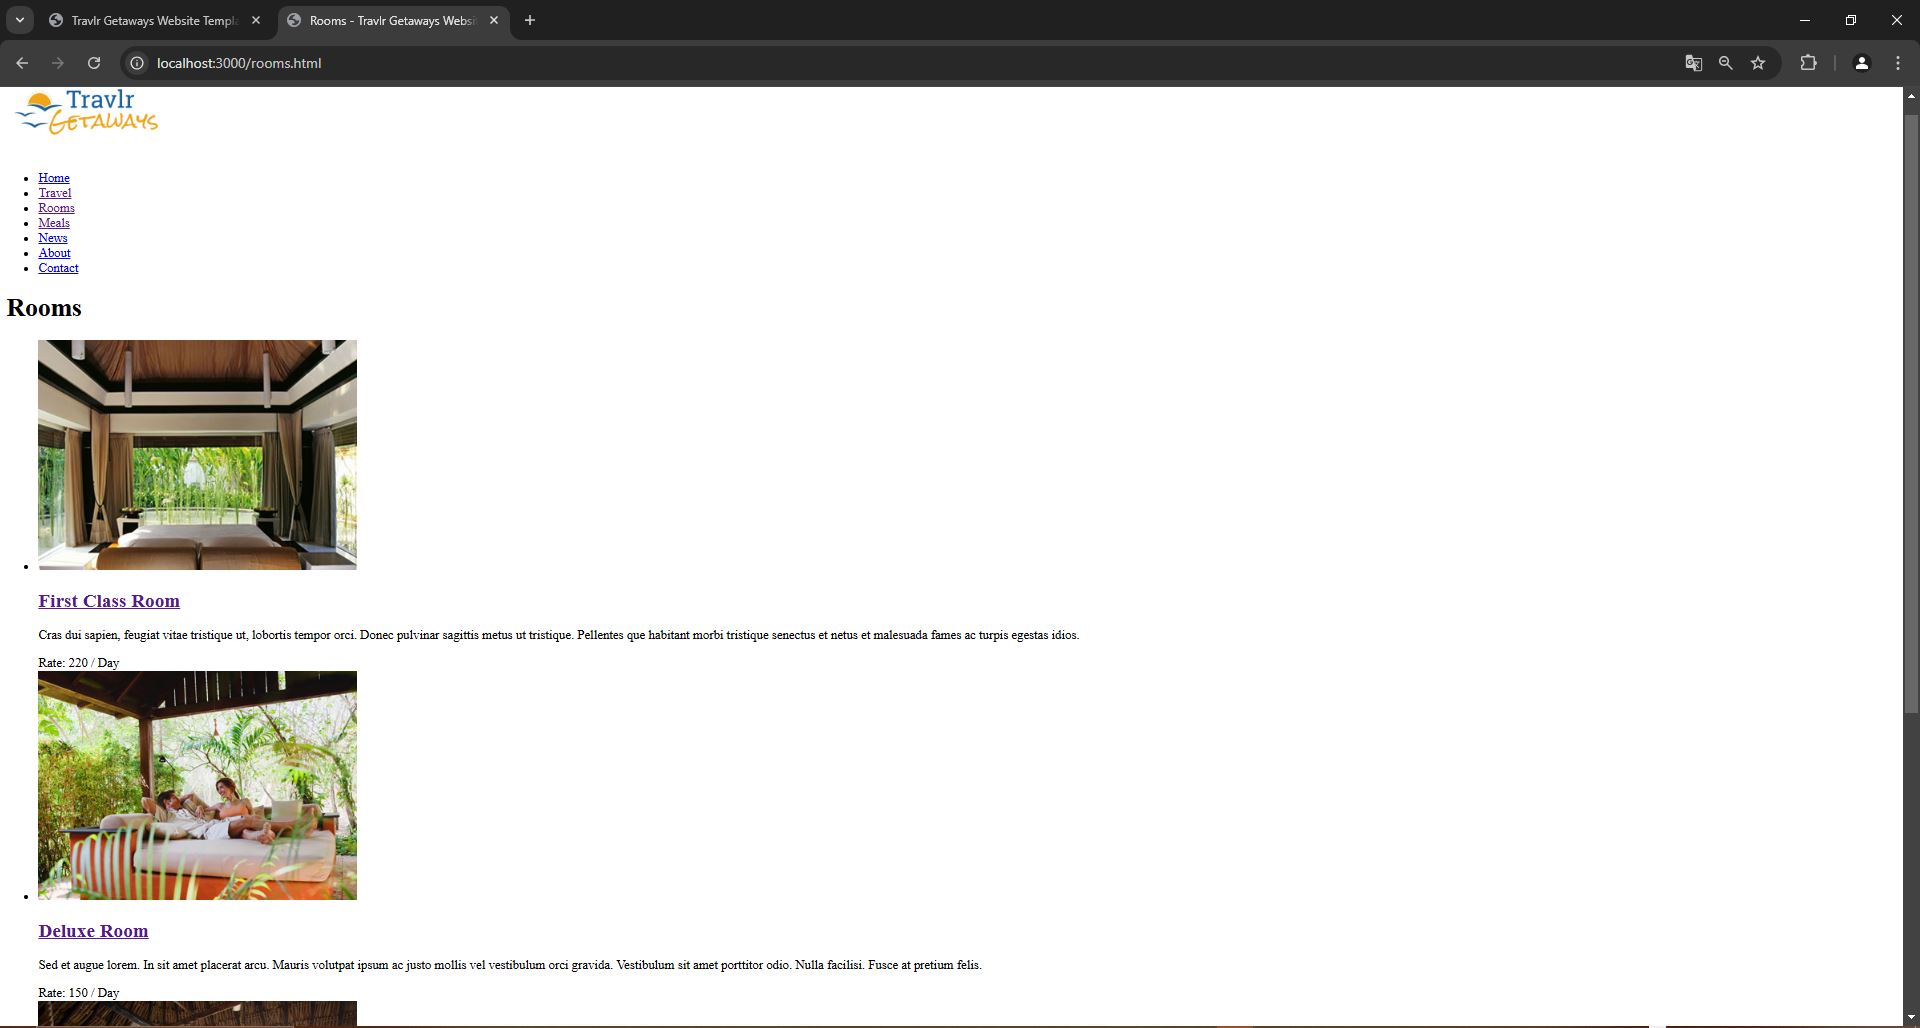 Travlr Getaways Website Templ
Rooms - Travlr Getaways Websi
localhost:3000/rooms.html
Travlr
Getaways
Home
Travel
Rooms
Meals
News
About
Contact
Rooms
First Class Room
Cras dui sapien, feugiat vitae tristique ut, lobortis tempor orci. Donec pulvinar sagittis metus ut tristique. Pellentes que habitant morbi tristique senectus et netus et malesuada fames ac turpis egestas idios.
Rate: 220 / Day
Deluxe Room
Sed et augue lorem. In sit amet placerat arcu. Mauris volutpat ipsum ac justo mollis vel vestibulum orci gravida. Vestibulum sit amet porttitor odio. Nulla facilisi. Fusce at pretium felis.
Rate: 150 / Day